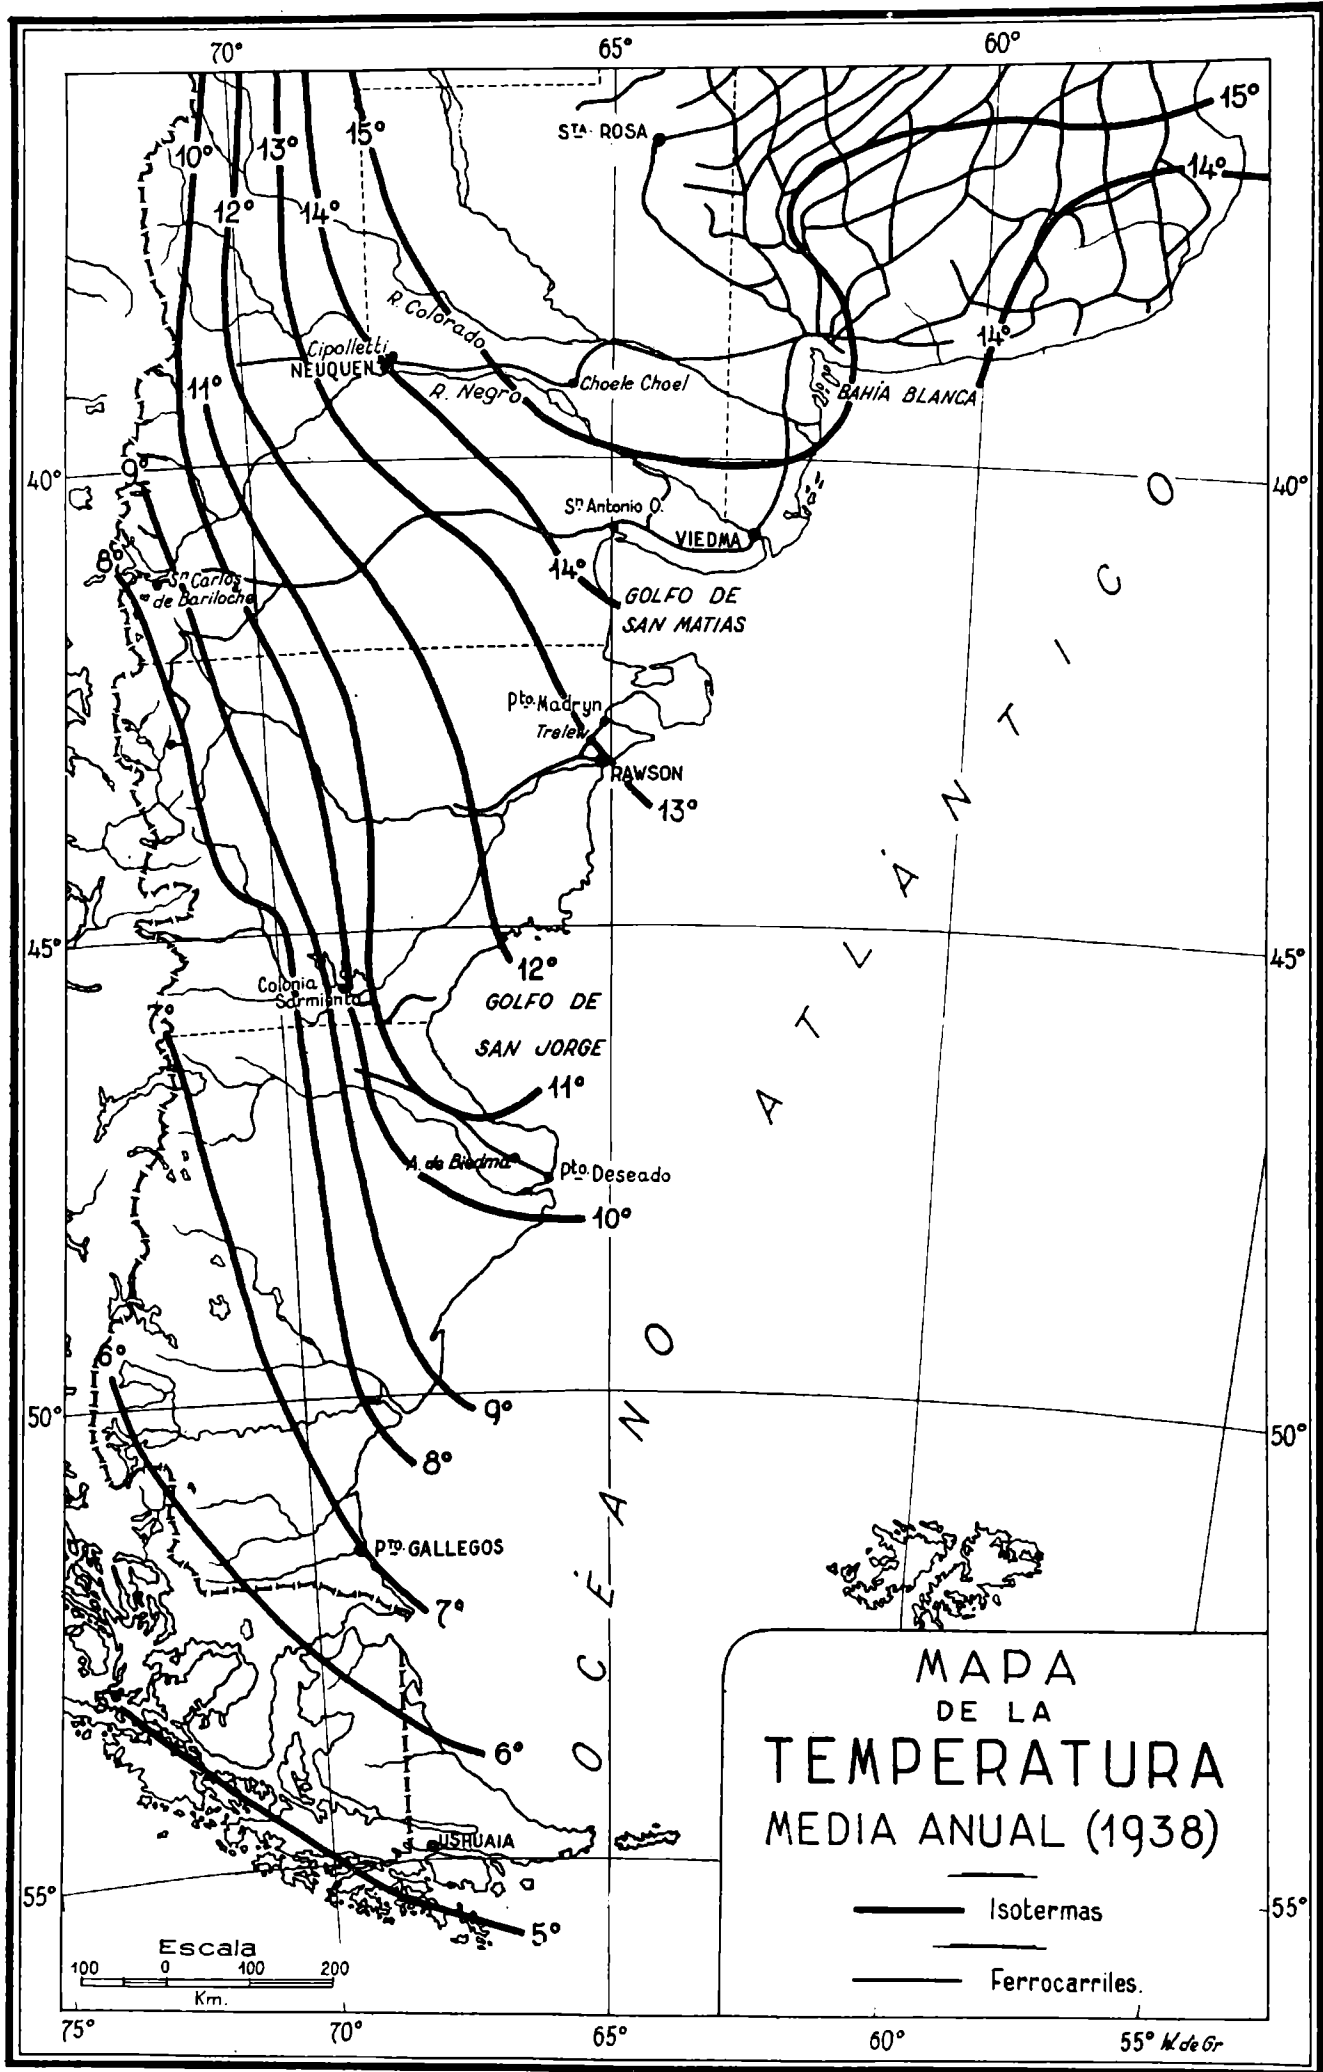 70°
65°
60°
10°
13°
15°
12°
14°
STA. ROSA
15°
14°
R. Colorado
Cipolletti
NEUQUEN
R. Negro
Choele Choel
14°
BAHÍA BLANCA
11°
9°
40°
40°
8°
Sn. Antonio O.
VIEDMA
Sn. Carlos
de Bariloche
14°
GOLFO DE
SAN MATIAS
Pto. Madryn
Trelew
RAWSON
13°
45°
45°
12°
Colonia
Sarmiento
GOLFO DE
SAN JORGE
7°
11°
A. de Biedma
Pto. Deseado
10°
6°
50°
50°
9°
8°
PTO. GALLEGOS
7°
6°
USHUAIA
5°
55°
55°
OCÉANO ATLÁNTICO
MAPA
DE LA
TEMPERATURA
MEDIA ANUAL (1938)
Isotermas
Ferrocarriles.
Escala
100 0 100 200
Km.
75°
70°
65°
60°
55°
W. de Gr